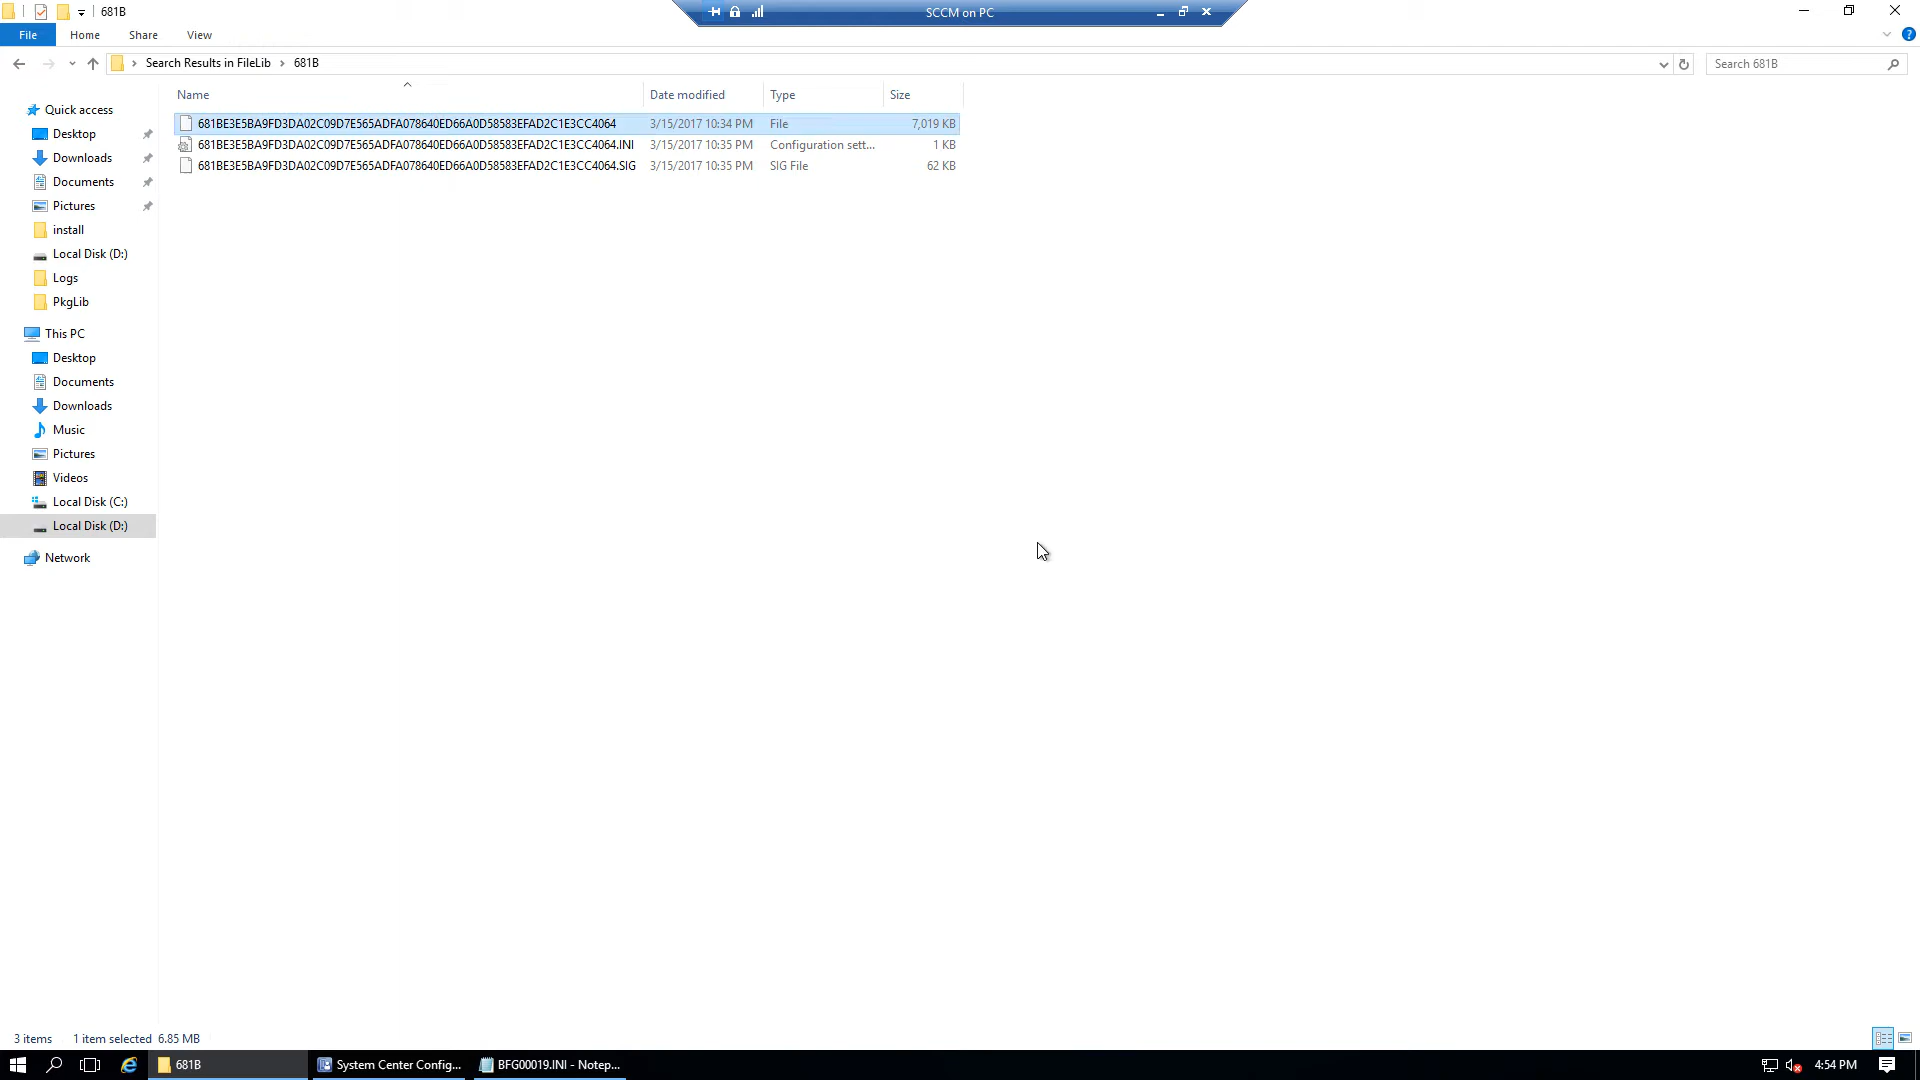 681B
SCCM on PC
File Home Share View
Search Results in FileLib > 681B
Search 681B
Name Date modified Type Size
681BE3E5BA9FD3DA02C09D7E565ADFA078640ED66A0D58583EFAD2C1E3CC4064 3/15/2017 10:34 PM File 7,019 KB
681BE3E5BA9FD3DA02C09D7E565ADFA078640ED66A0D58583EFAD2C1E3CC4064.INI 3/15/2017 10:35 PM Configuration sett... 1 KB
681BE3E5BA9FD3DA02C09D7E565ADFA078640ED66A0D58583EFAD2C1E3CC4064.SIG 3/15/2017 10:35 PM SIG File 62 KB
Quick access
Desktop
Downloads
Documents
Pictures
install
Local Disk (D:)
Logs
PkgLib
This PC
Desktop
Documents
Downloads
Music
Pictures
Videos
Local Disk (C:)
Local Disk (D:)
Network
3 items 1 item selected 6.85 MB
681B System Center Config... BFG00019.INI - Notep... 4:54 PM